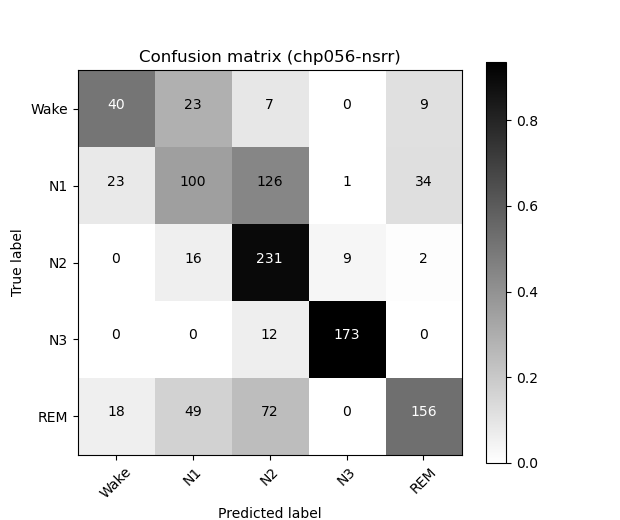 Confusion matrix (chp056-nsrr)
Wake 40 23 7 0 9
N1 23 100 126 1 34
N2 0 16 231 9 2
N3 0 0 12 173 0
REM 18 49 72 0 156
Wake N1 N2 N3 REM
Predicted label
True label
0.8
0.6
0.4
0.2
0.0